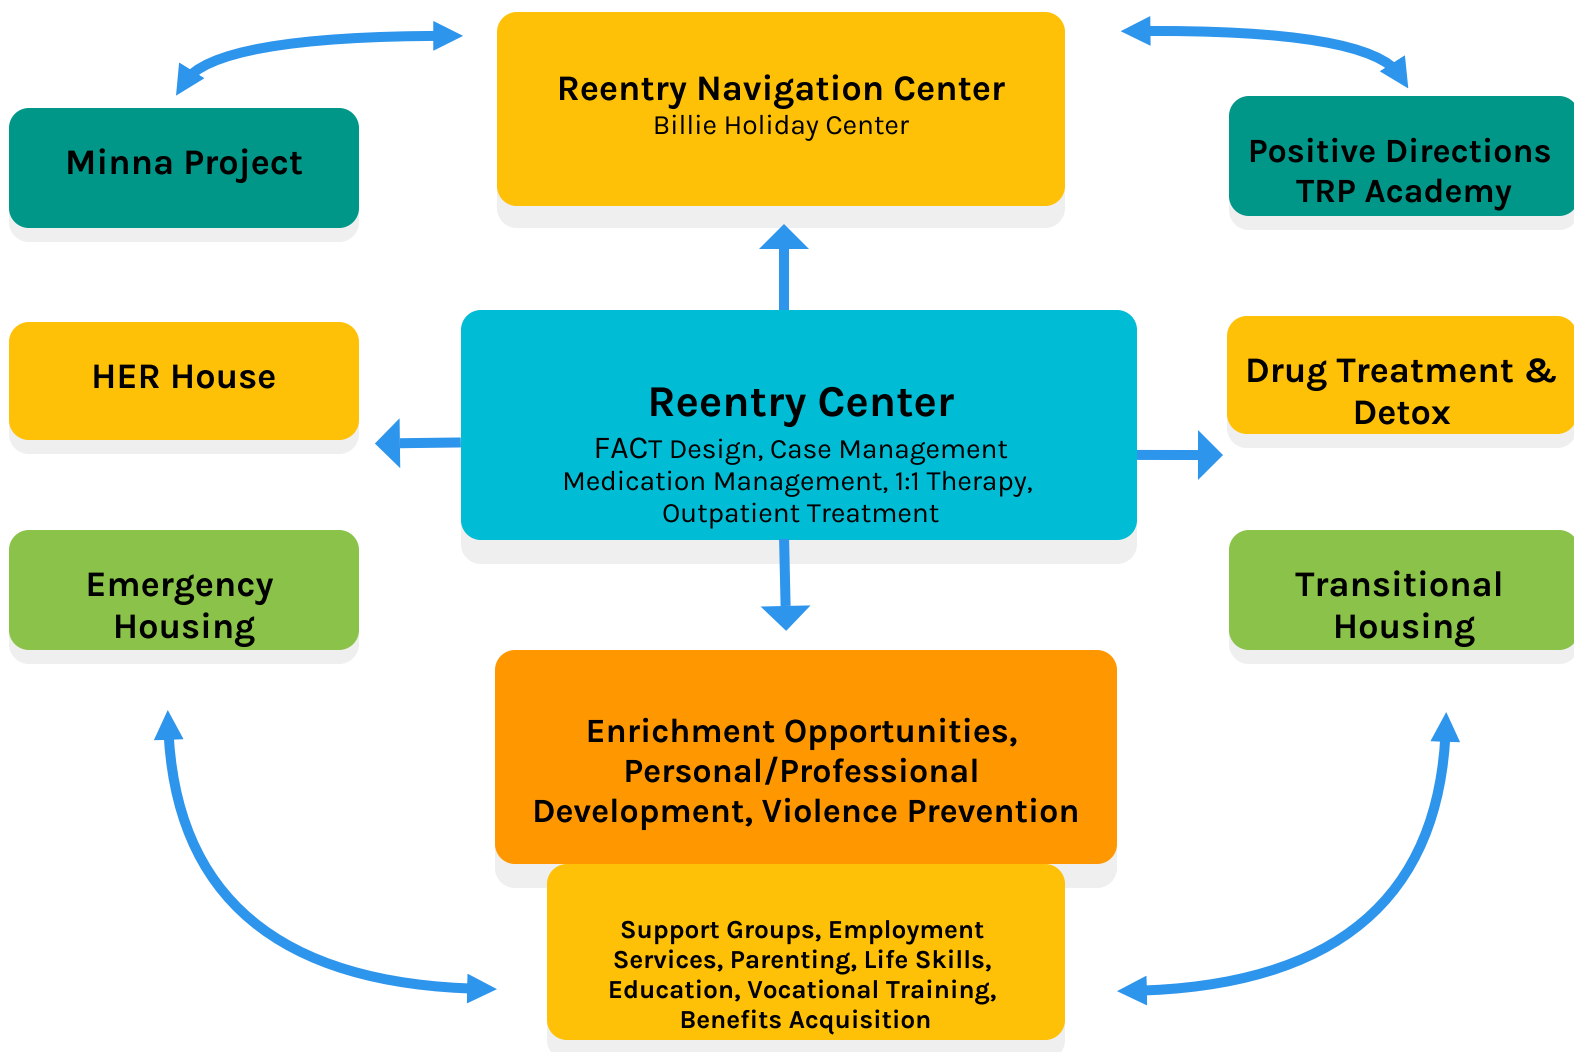 Reentry Navigation Center
Billie Holiday Center
Minna Project
Positive Directions
TRP Academy
HER House
Drug Treatment &
Detox
Reentry Center
FACT Design, Case Management
Medication Management, 1:1 Therapy,
Outpatient Treatment
Emergency
Housing
Transitional
Housing
Enrichment Opportunities,
Personal/Professional
Development, Violence Prevention
Support Groups, Employment
Services, Parenting, Life Skills,
Education, Vocational Training,
Benefits Acquisition